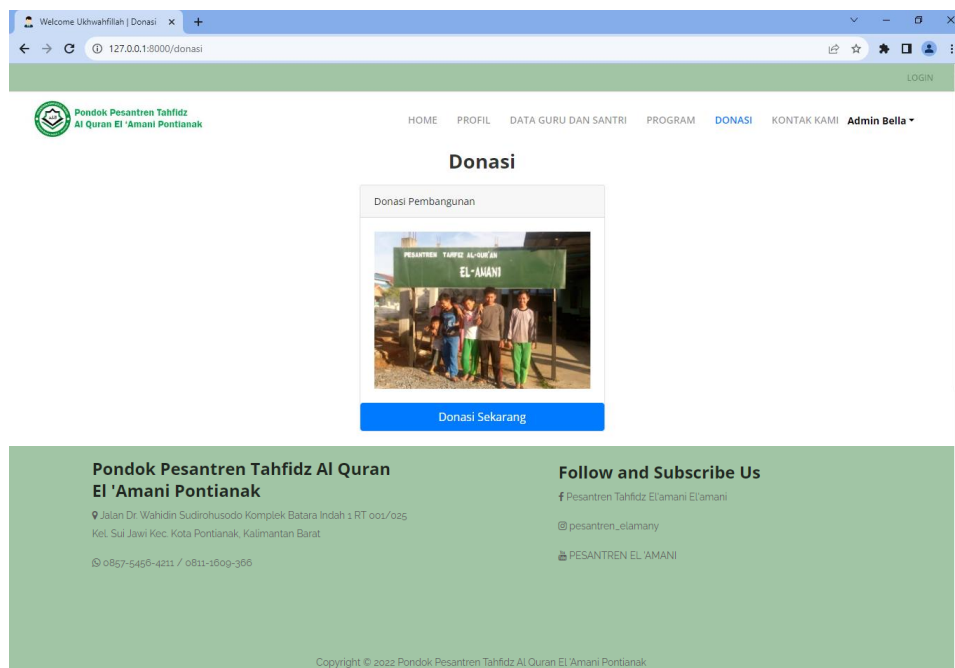 Welcome Ukhwahfillah | Donasi
127.0.0.1:8000/donasi
LOGIN
Pondok Pesantren Tahfidz
Al Quran El 'Amani Pontianak
HOME PROFIL DATA GURU DAN SANTRI PROGRAM DONASI KONTAK KAMI Admin Bella
Donasi
Donasi Pembangunan
PESANTREN TAHFIZ AL-QUR'AN
EL-AMANI
Donasi Sekarang
Pondok Pesantren Tahfidz Al Quran
El 'Amani Pontianak
Jalan Dr. Wahidin Sudirohusodo Komplek Batara Indah 1 RT 001/025
Kel. Sui Jawi Kec. Kota Pontianak, Kalimantan Barat
0857-5456-4211 / 0811-1609-366
Follow and Subscribe Us
Pesantren Tahfidz El'amani El'amani
pesantren_elamany
PESANTREN EL 'AMANI
Copyright © 2022 Pondok Pesantren Tahfidz Al Quran El 'Amani Pontianak